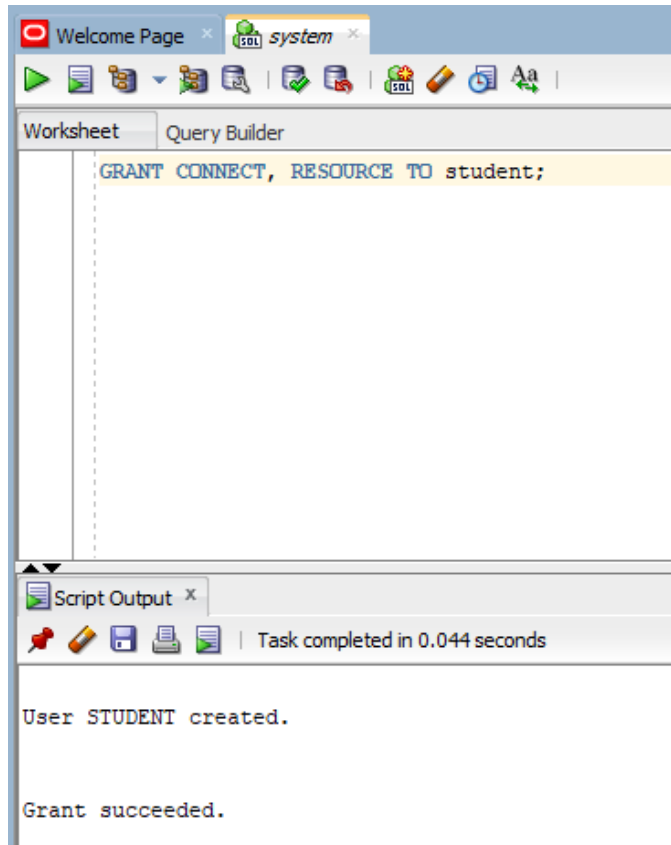 Welcome Page
system
Worksheet
Query Builder
GRANT CONNECT, RESOURCE TO student;
Script Output
Task completed in 0.044 seconds
User STUDENT created.
Grant succeeded.